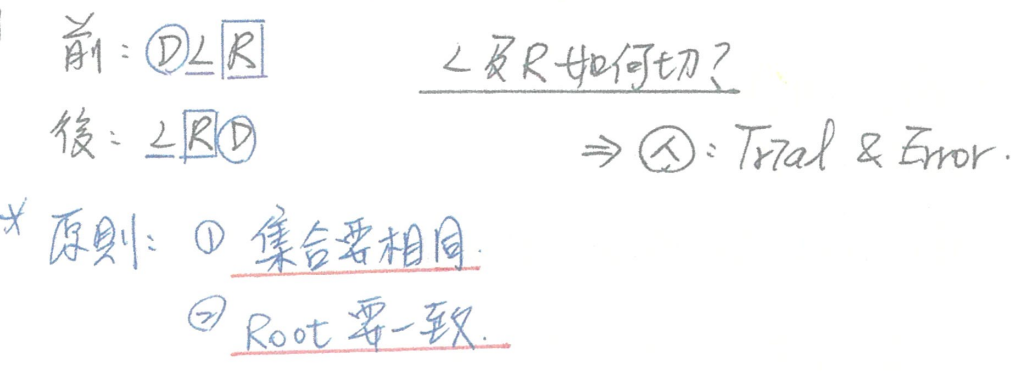 前：D L R
L及R如何切？
後：L R D
⇒ 人：Trial & Error.
* 原則：① 集合要相同.
② Root 要一致.